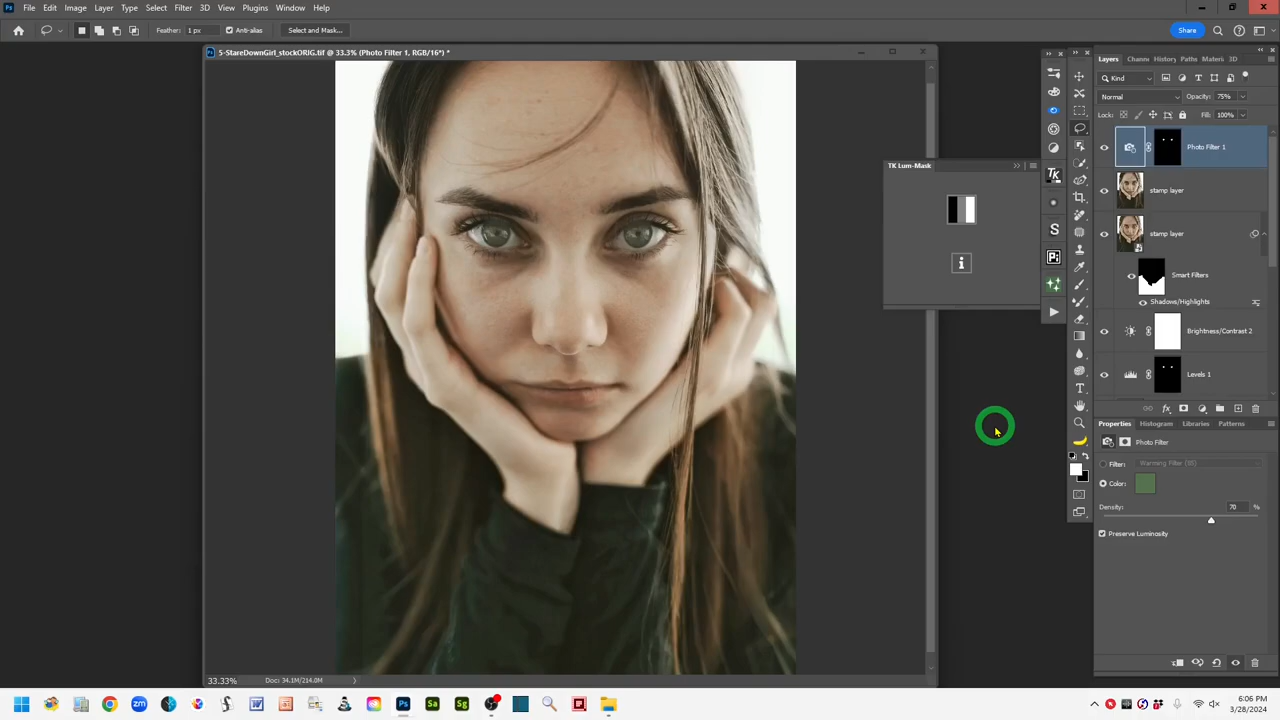 File Edit Image Layer Type Select Filter 3D View Plugins Window Help
Feather: 1 px Anti-alias Select and Mask... Share
5-StareDownGirl_stockORIG.tif @ 33.3% (Photo Filter 1, RGB/16*) *
Layers Chann Histor Paths Materi 3D
Kind
Normal Opacity: 75%
Lock: Fill: 100%
Photo Filter 1
TK Lum-Mask
stamp layer
stamp layer
Smart Filters
Shadows/Highlights
Brightness/Contrast 2
Levels 1
Properties Histogram Libraries Patterns
Photo Filter
Filter: Warming Filter (85)
Color:
Density: 70 %
Preserve Luminosity
33.33% Doc: 34.1M/214.0M
6:06 PM
3/28/2024